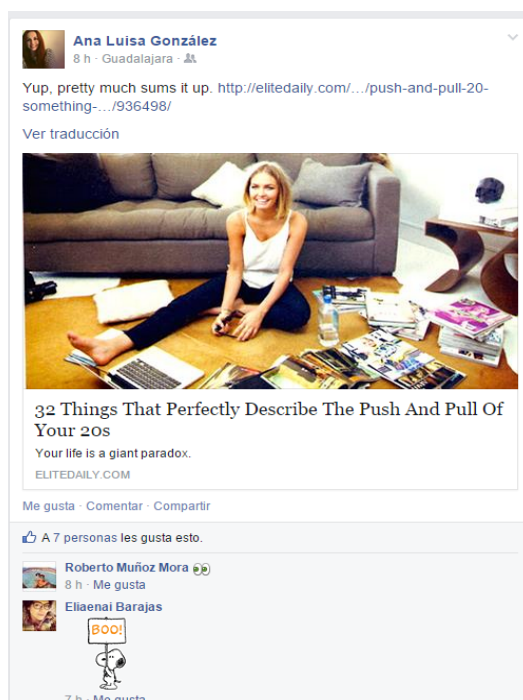 Ana Luisa González
8 h · Guadalajara ·
Yup, pretty much sums it up. http://elitedaily.com/…/push-and-pull-20-
something-…/936498/
Ver traducción
32 Things That Perfectly Describe The Push And Pull Of
Your 20s
Your life is a giant paradox.
ELITEDAILY.COM
Me gusta · Comentar · Compartir
A 7 personas les gusta esto.
Roberto Muñoz Mora
8 h · Me gusta
Eliaenai Barajas
BOO!
7 h · Me gusta